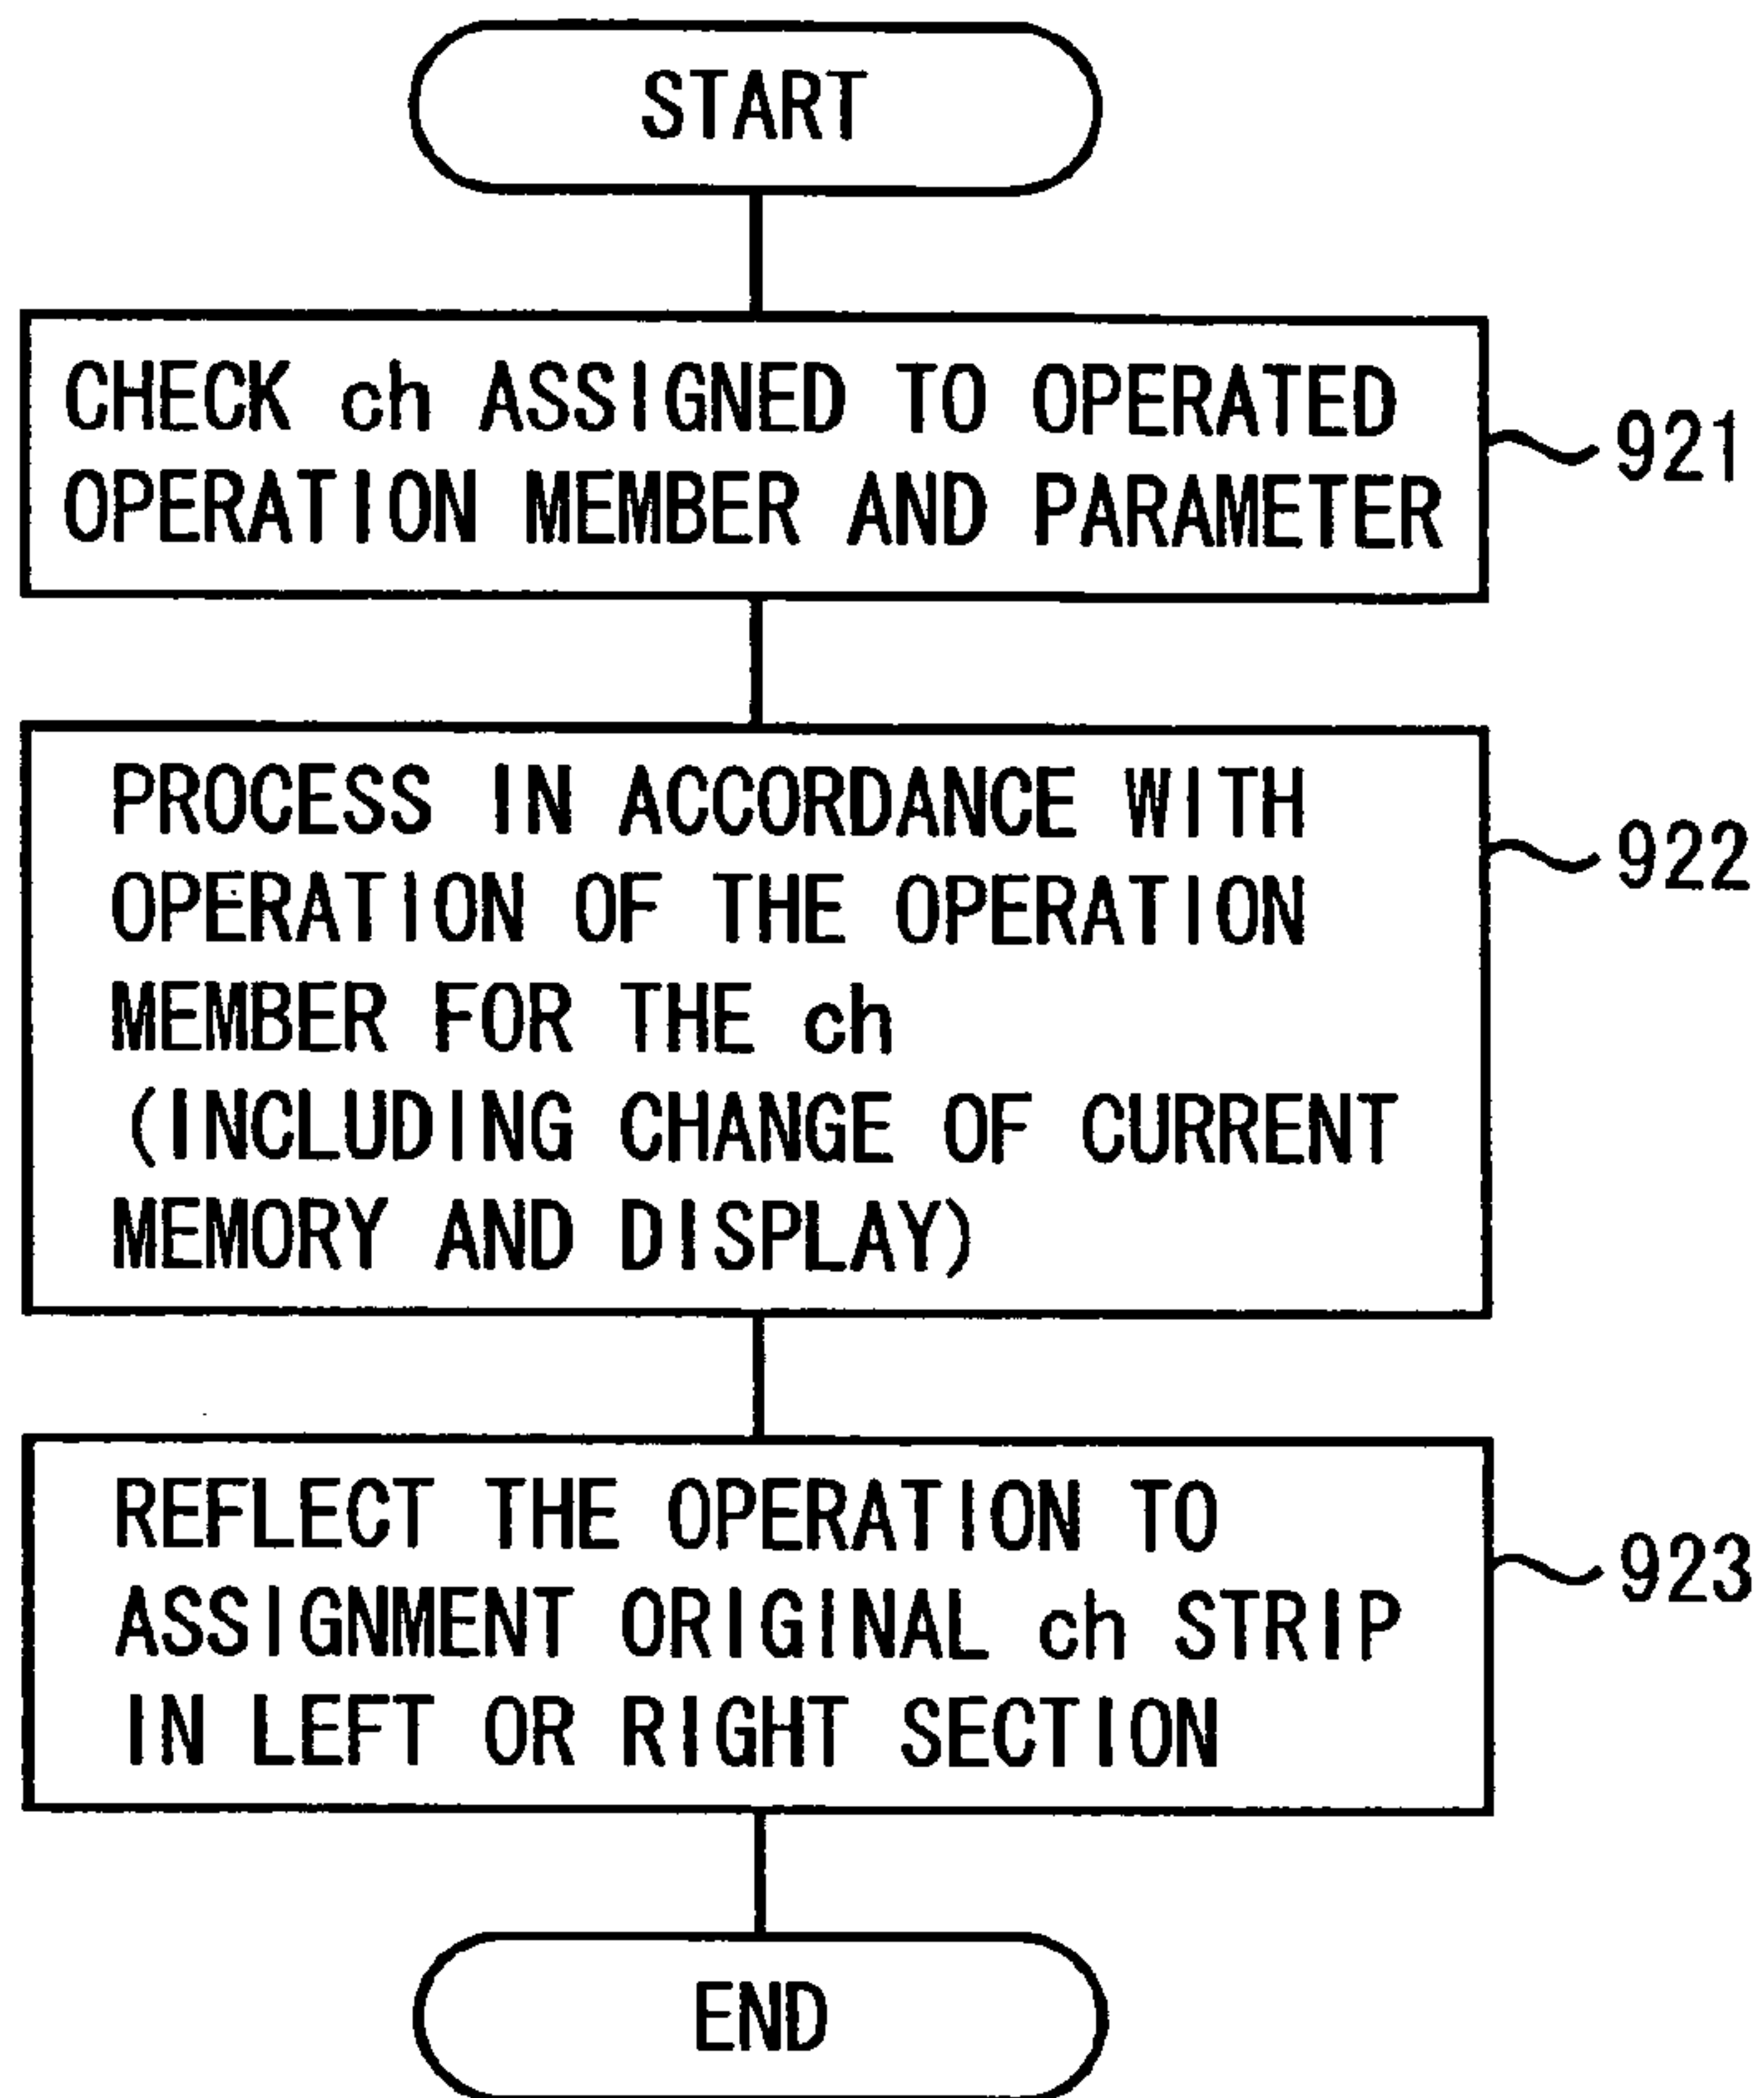 START
CHECK ch ASSIGNED TO OPERATED
OPERATION MEMBER AND PARAMETER
921
PROCESS IN ACCORDANCE WITH
OPERATION OF THE OPERATION
MEMBER FOR THE ch
(INCLUDING CHANGE OF CURRENT
MEMORY AND DISPLAY)
922
REFLECT THE OPERATION TO
ASSIGNMENT ORIGINAL ch STRIP
IN LEFT OR RIGHT SECTION
923
END